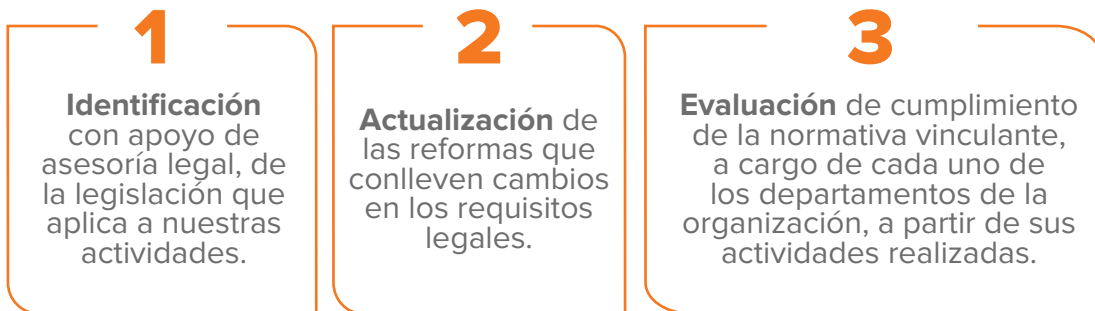 1
Identificación
con apoyo de
asesoría legal, de
la legislación que
aplica a nuestras
actividades.
2
Actualización de
las reformas que
conlleven cambios
en los requisitos
legales.
3
Evaluación de cumplimiento
de la normativa vinculante,
a cargo de cada uno de
los departamentos de la
organización, a partir de sus
actividades realizadas.